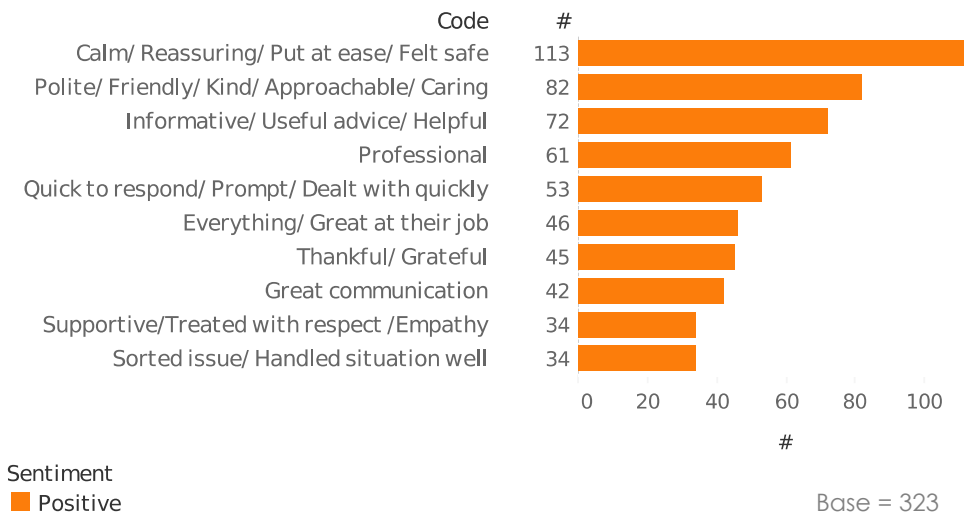 Code #
Calm/ Reassuring/ Put at ease/ Felt safe 113
Polite/ Friendly/ Kind/ Approachable/ Caring 82
Informative/ Useful advice/ Helpful 72
Professional 61
Quick to respond/ Prompt/ Dealt with quickly 53
Everything/ Great at their job 46
Thankful/ Grateful 45
Great communication 42
Supportive/Treated with respect /Empathy 34
Sorted issue/ Handled situation well 34
0 20 40 60 80 100
#
Sentiment
Positive
Base = 323